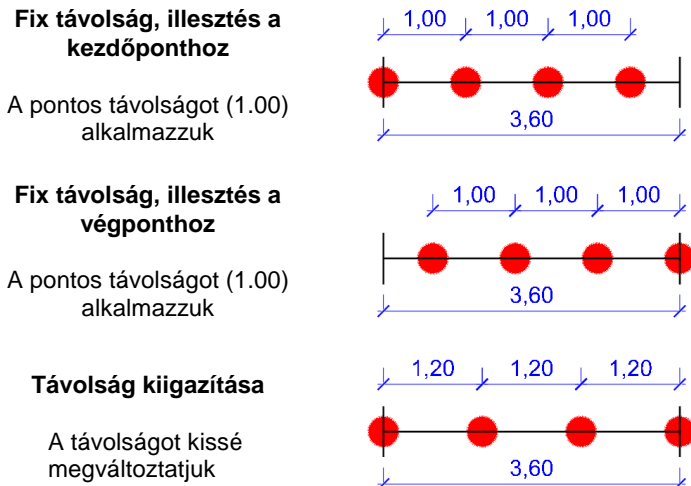 Fix távolság, illesztés a
kezdőponthoz
A pontos távolságot (1.00)
alkalmazzuk
1,00 1,00 1,00
3,60
Fix távolság, illesztés a
végponthoz
A pontos távolságot (1.00)
alkalmazzuk
1,00 1,00 1,00
3,60
Távolság kiigazítása
A távolságot kissé
megváltoztatjuk
1,20 1,20 1,20
3,60